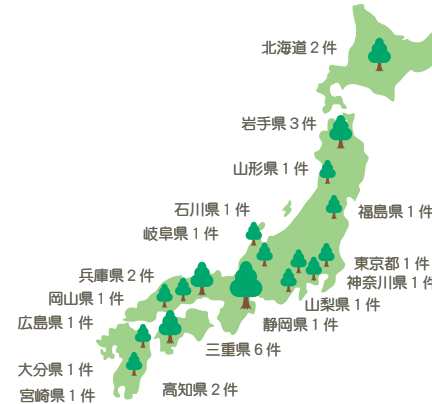 北海道２件
岩手県３件
山形県１件
福島県１件
石川県１件
岐阜県１件
東京都１件
神奈川県１件
兵庫県２件
岡山県１件
山梨県１件
広島県１件
静岡県１件
三重県６件
大分県１件
高知県２件
宮崎県１件